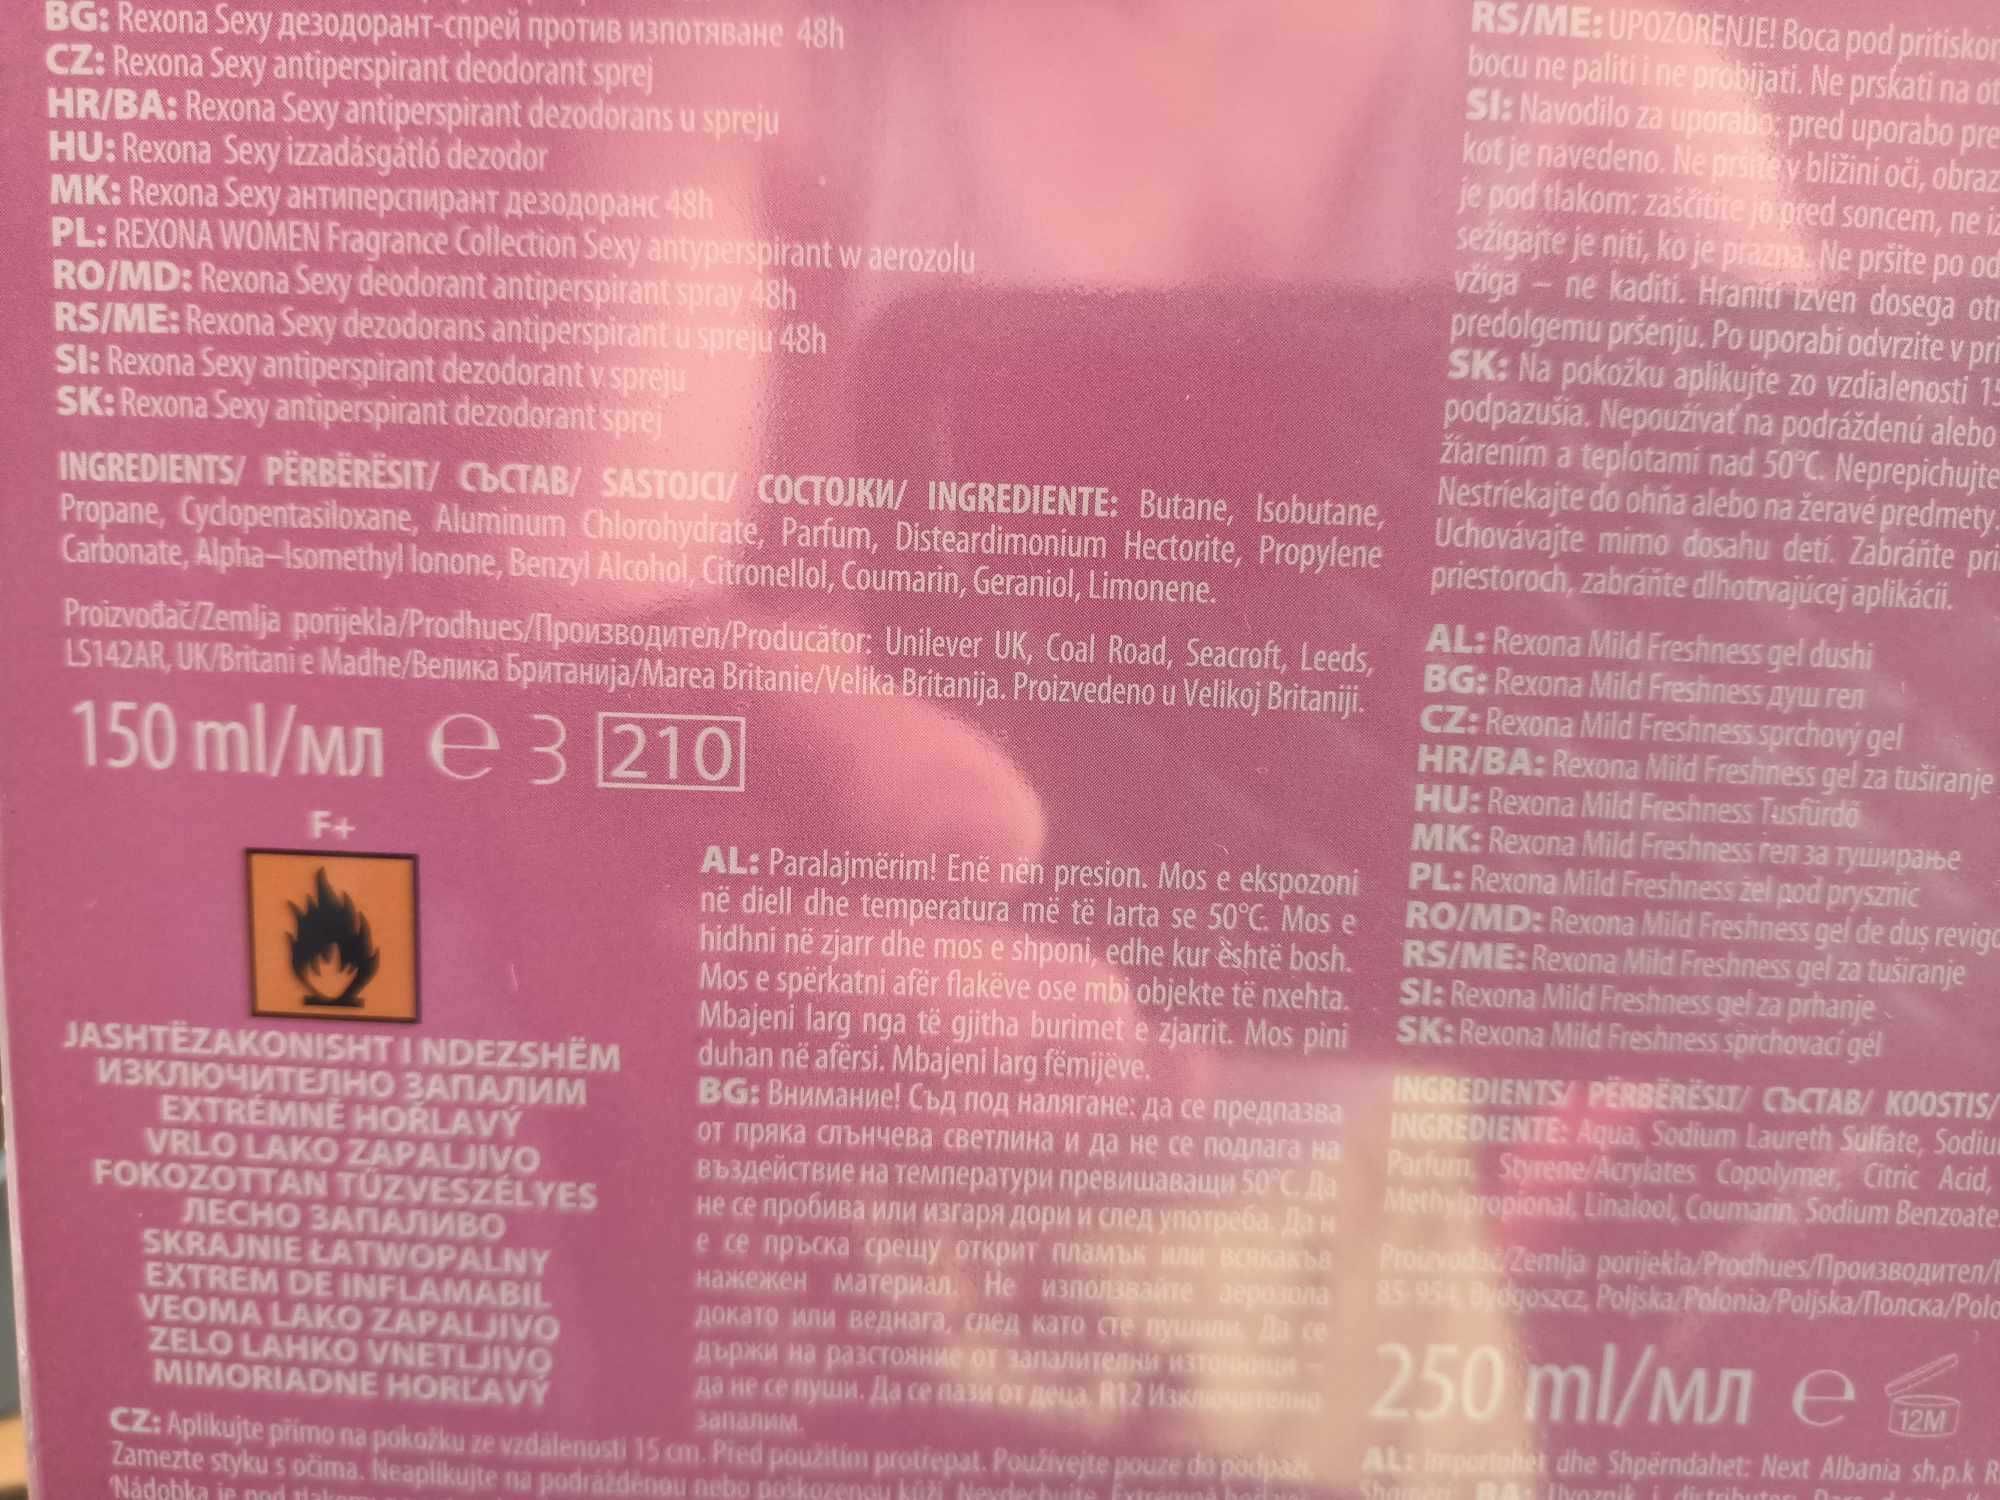 BG: Rexona Sexy дезодорант-спрей против изпотяване 48h
CZ: Rexona Sexy antiperspirant deodorant sprej
HR/BA: Rexona Sexy antiperspirant dezodorans u spreju
HU: Rexona Sexy izzadásgátló dezodor
MK: Rexona Sexy антиперспирант дезодоранс 48h
PL: REXONA WOMEN Fragrance Collection Sexy antyperspirant w aerozolu
RO/MD: Rexona Sexy deodorant antiperspirant spray 48h
RS/ME: Rexona Sexy dezodorans antiperspirant u spreju 48h
SI: Rexona Sexy antiperspirant dezodorant v spreju
SK: Rexona Sexy antiperspirant dezodorant sprej
INGREDIENTS/ PËRBËRËSIT/ СЪСТАВ/ SASTOJCI/ СОСТОЈКИ/ INGREDIENTE: Butane, Isobutane,
Propane, Cyclopentasiloxane, Aluminum Chlorohydrate, Parfum, Disteardimonium Hectorite, Propylene
Carbonate, Alpha–Isomethyl Ionone, Benzyl Alcohol, Citronellol, Coumarin, Geraniol, Limonene.
Proizvođač/Zemlja porijekla/Prodhues/Производител/Producător: Unilever UK, Coal Road, Seacroft, Leeds,
LS142AR, UK/Britani e Madhe/Велика Британија/Marea Britanie/Velika Britanija. Proizvedeno u Velikoj Britaniji.
150 ml/мл e 3 210
F+
JASHTËZAKONISHT I NDEZSHËM
ИЗКЛЮЧИТЕЛНО ЗАПАЛИМ
EXTRÉMNĚ HOŘLAVÝ
VRLO LAKO ZAPALJIVO
FOKOZOTTAN TŰZVESZÉLYES
ЛЕСНО ЗАПАЛИВО
SKRAJNIE ŁATWOPALNY
EXTREM DE INFLAMABIL
VEOMA LAKO ZAPALJIVO
ZELO LAHKO VNETLJIVO
MIMORIADNE HORĽAVÝ
AL: Paralajmërim! Enë nën presion. Mos e ekspozoni
në diell dhe temperatura më të larta se 50°C. Mos e
hidhni në zjarr dhe mos e shponi, edhe kur është bosh.
Mos e spërkatni afër flakëve ose mbi objekte të nxehta.
Mbajeni larg nga të gjitha burimet e zjarrit. Mos pini
duhan në afërsi. Mbajeni larg fëmijëve.
BG: Внимание! Съд под налягане: да се предпазва
от пряка слънчева светлина и да не се подлага на
въздействие на температури превишаващи 50°C. Да
не се пробива или изгаря дори и след употреба. Да н
е се пръска срещу открит пламък или всякакъв
нажежен материал. Не използвайте аерозола
докато или веднага, след като сте пушили. Да се
държи на разстояние от запалителни източници –
да не се пуши. Да се пази от деца. R12 Изключително
запалим.
CZ: Aplikujte přímo na pokožku ze vzdálenosti 15 cm. Před použitím protřepat. Používejte pouze do podpaží.
Zamezte styku s očima. Neaplikujte na podrážděnou nebo poškozenou kůži. Nevdechujte.
RS/ME: UPOZORENJE! Boca pod pritiskom
bocu ne paliti i ne probijati. Ne prskati na
SI: Navodilo za uporabo: pred uporabo
kot je navedeno. Ne pršite v bližini oči,
je pod tlakom: zaščitite jo pred soncem, ne
sežigajte je niti, ko je prazna. Ne pršite po
vžiga – ne kaditi. Hraniti izven dosega
predolgemu pršenju. Po uporabi odvrzite v
SK: Na pokožku aplikujte zo vzdialenosti
podpazušia. Nepoužívať na podráždenú alebo
žiarením a teplotami nad 50°C. Neprepichujte
Nestriekajte do ohňa alebo na žeravé predmety.
Uchovávajte mimo dosahu detí. Zabráňte
priestoroch, zabráňte dlhotrvajúcej aplikácii.
AL: Rexona Mild Freshness gel dushi
BG: Rexona Mild Freshness душ гел
CZ: Rexona Mild Freshness sprchový gel
HR/BA: Rexona Mild Freshness gel za tuširanje
HU: Rexona Mild Freshness Tusfürdő
MK: Rexona Mild Freshness гел за туширање
PL: Rexona Mild Freshness żel pod prysznic
RO/MD: Rexona Mild Freshness gel de duș
RS/ME: Rexona Mild Freshness gel za tuširanje
SI: Rexona Mild Freshness gel za prhanje
SK: Rexona Mild Freshness sprchovací gél
INGREDIENTS/ PËRBËRËSIT/ СЪСТАВ/ KOOSTIS/
INGREDIENTE: Aqua, Sodium Laureth Sulfate,
Parfum, Styrene/Acrylates Copolymer, Citric Acid,
Methylpropional, Linalool, Coumarin, Sodium Benzoate.
Proizvođač/Zemlja porijekla/Prodhues/Производител/
85-954, Bydgoszcz, Poljska/Polonia/Poljska/Полска/
250 ml/мл e 12M
AL: Importohet dhe Shpërndahet: Next Albania sh.p.k